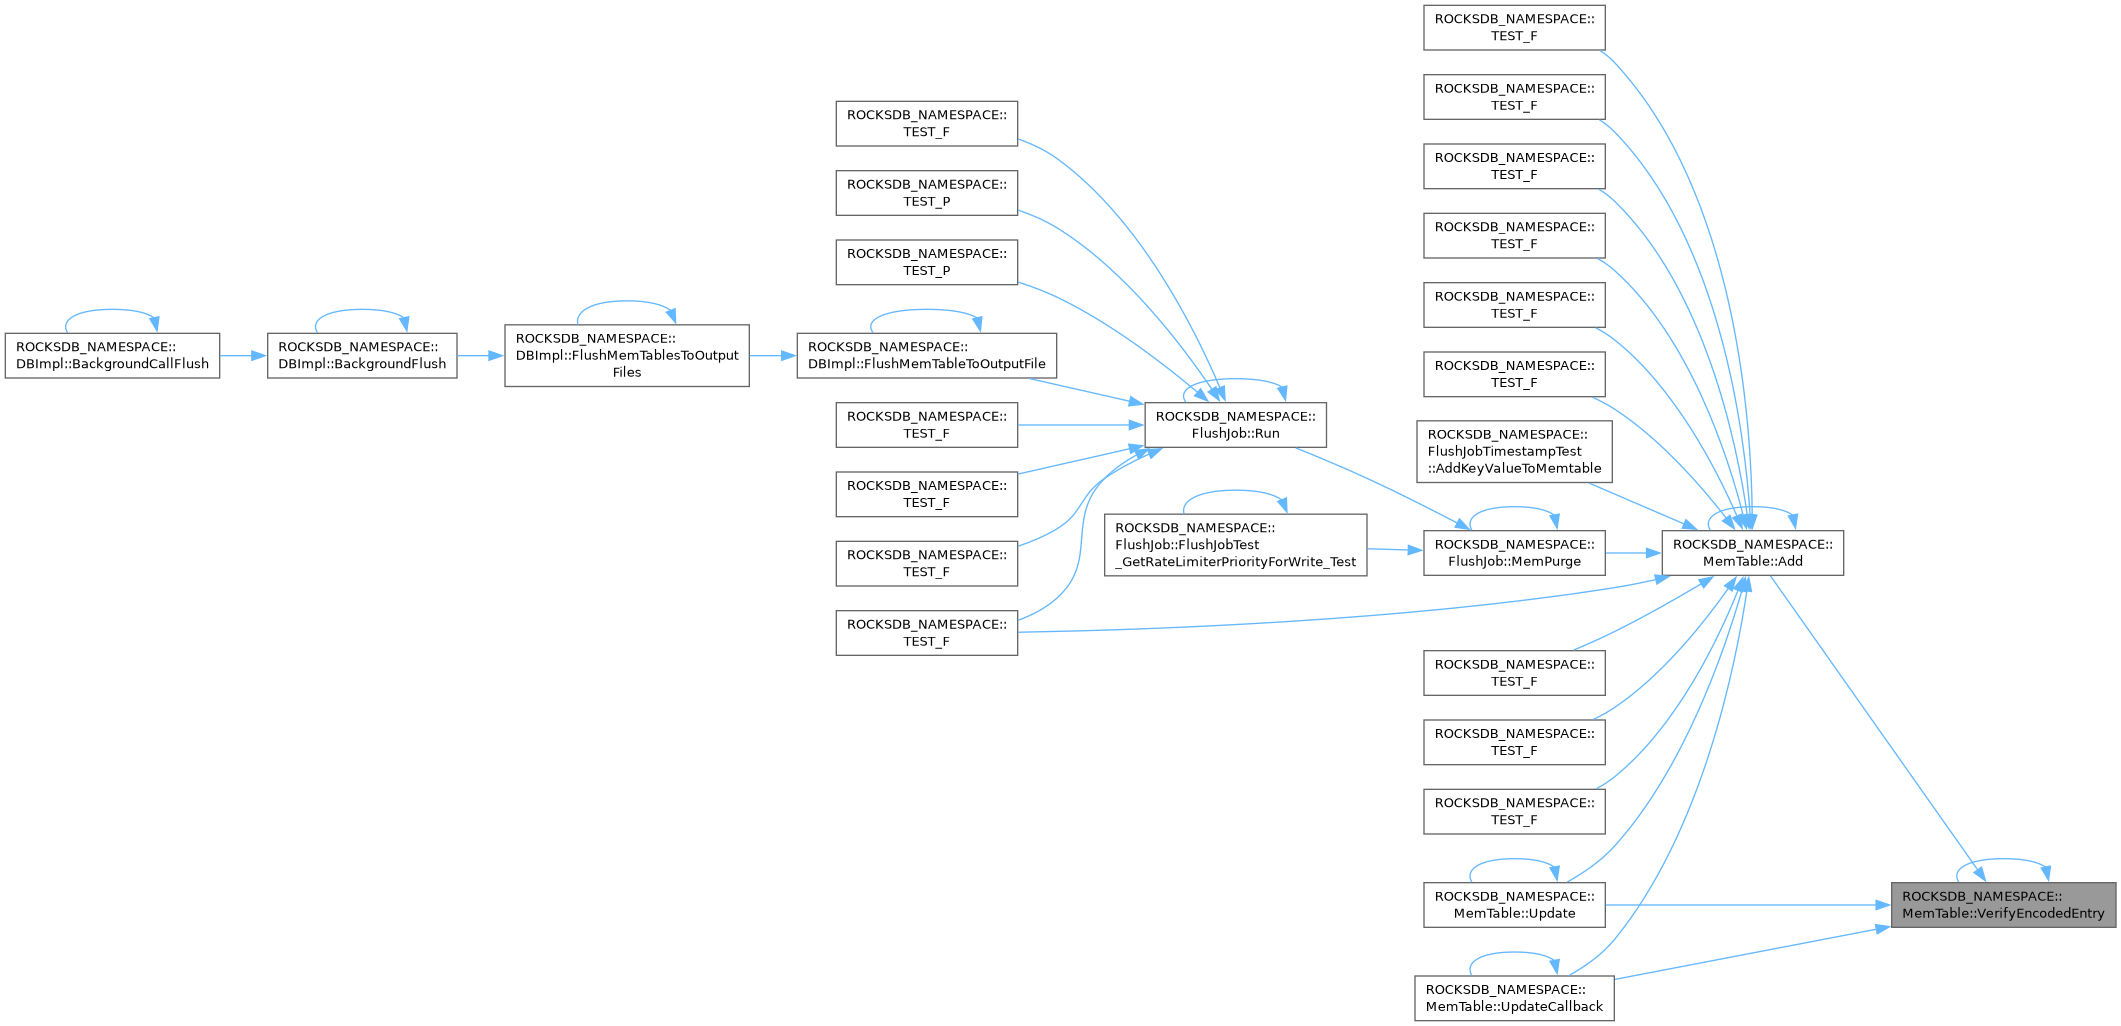 ROCKSDB_NAMESPACE::
DBImpl::BackgroundCallFlush
ROCKSDB_NAMESPACE::
DBImpl::BackgroundFlush
ROCKSDB_NAMESPACE::
DBImpl::FlushMemTablesToOutput
Files
ROCKSDB_NAMESPACE::
TEST_F
ROCKSDB_NAMESPACE::
TEST_P
ROCKSDB_NAMESPACE::
TEST_P
ROCKSDB_NAMESPACE::
DBImpl::FlushMemTableToOutputFile
ROCKSDB_NAMESPACE::
TEST_F
ROCKSDB_NAMESPACE::
TEST_F
ROCKSDB_NAMESPACE::
TEST_F
ROCKSDB_NAMESPACE::
TEST_F
ROCKSDB_NAMESPACE::
FlushJob::Run
ROCKSDB_NAMESPACE::
FlushJob::FlushJobTest
_GetRateLimiterPriorityForWrite_Test
ROCKSDB_NAMESPACE::
TEST_F
ROCKSDB_NAMESPACE::
TEST_F
ROCKSDB_NAMESPACE::
TEST_F
ROCKSDB_NAMESPACE::
TEST_F
ROCKSDB_NAMESPACE::
TEST_F
ROCKSDB_NAMESPACE::
TEST_F
ROCKSDB_NAMESPACE::
FlushJobTimestampTest
::AddKeyValueToMemtable
ROCKSDB_NAMESPACE::
FlushJob::MemPurge
ROCKSDB_NAMESPACE::
TEST_F
ROCKSDB_NAMESPACE::
TEST_F
ROCKSDB_NAMESPACE::
TEST_F
ROCKSDB_NAMESPACE::
MemTable::Update
ROCKSDB_NAMESPACE::
MemTable::UpdateCallback
ROCKSDB_NAMESPACE::
MemTable::Add
ROCKSDB_NAMESPACE::
MemTable::VerifyEncodedEntry